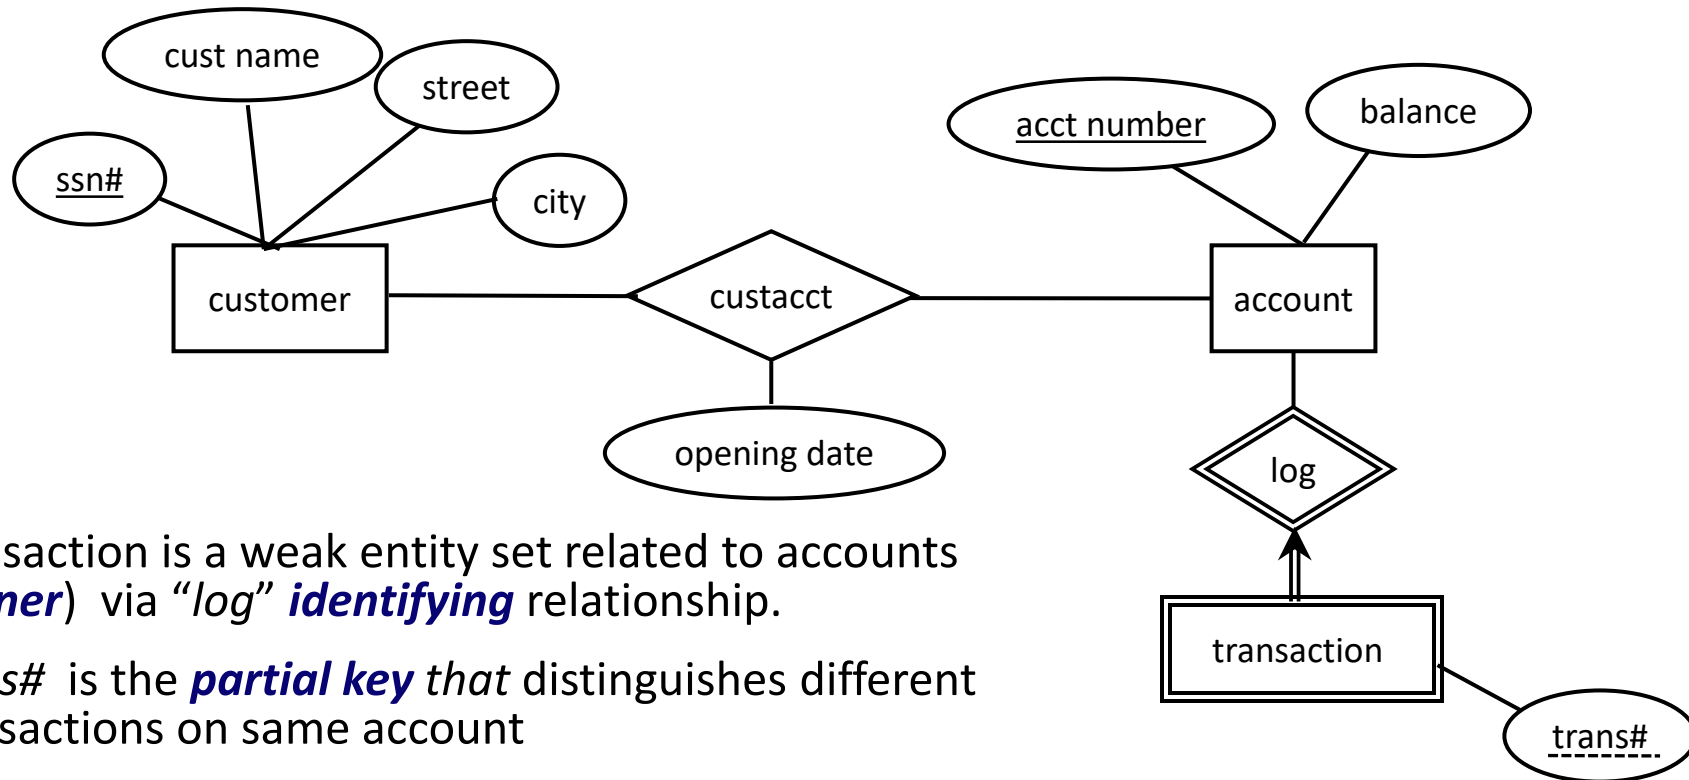 cust name
street
balance
acct number
ssn#
city
customer
custacct
account
opening date
log
saction is a weak entity set related to accounts
ner) via “log” identifying relationship.
transaction
s# is the partial key that distinguishes different
sactions on same account
trans#